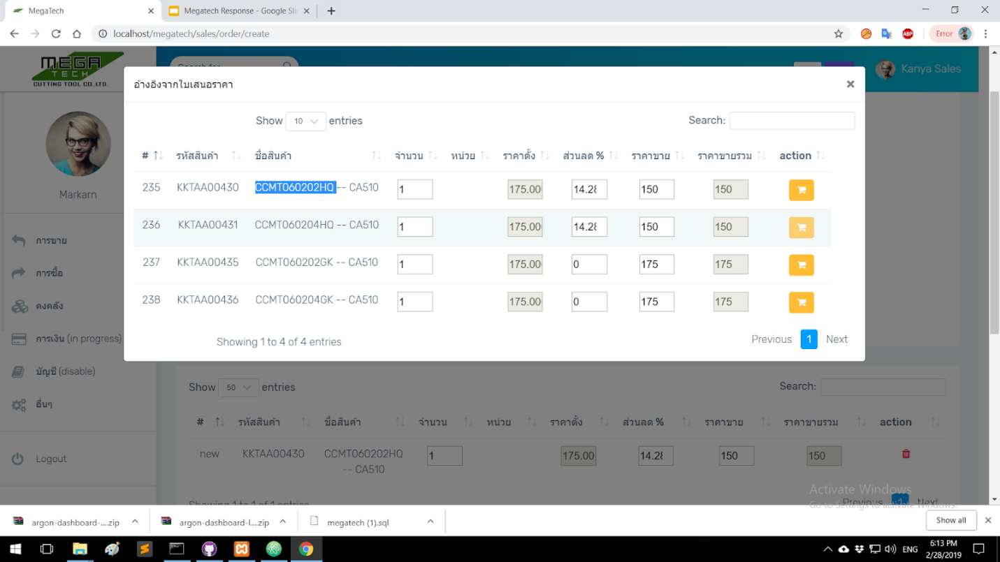 MegaTech
Megatech Response - Google Sli
localhost/megatech/sales/order/create
ABP
Error
MEGA
TECH
CUTTING TOOL CO.,LTD.
Search for
Kanya Sales
Markarn
การขาย
การซื้อ
คงคลัง
การเงิน (in progress)
บัญชี (disable)
อื่นๆ
Logout
อ้างอิงจากใบเสนอราคา
×
Show 10 entries
Search:
# รหัสสินค้า ชื่อสินค้า จำนวน หน่วย ราคาตั้ง ส่วนลด % ราคาขาย ราคาขายรวม action
235 KKTAA00430 CCMT060202HQ -- CA510 1 175.00 14.28 150 150
236 KKTAA00431 CCMT060204HQ -- CA510 1 175.00 14.28 150 150
237 KKTAA00435 CCMT060202GK -- CA510 1 175.00 0 175 175
238 KKTAA00436 CCMT060204GK -- CA510 1 175.00 0 175 175
Showing 1 to 4 of 4 entries
Previous 1 Next
Show 50 entries
Search:
# รหัสสินค้า ชื่อสินค้า จำนวน หน่วย ราคาตั้ง ส่วนลด % ราคาขาย ราคาขายรวม action
new KKTAA00430 CCMT060202HQ 1 175.00 14.28 150 150
-- CA510
Showing 1 to 1 of 1 entries
Previous 1 Next
Activate Windows
Go to Settings to activate Windows.
argon-dashboard-....zip
argon-dashboard-l....zip
megatech (1).sql
Show all
ENG
6:13 PM
2/28/2019